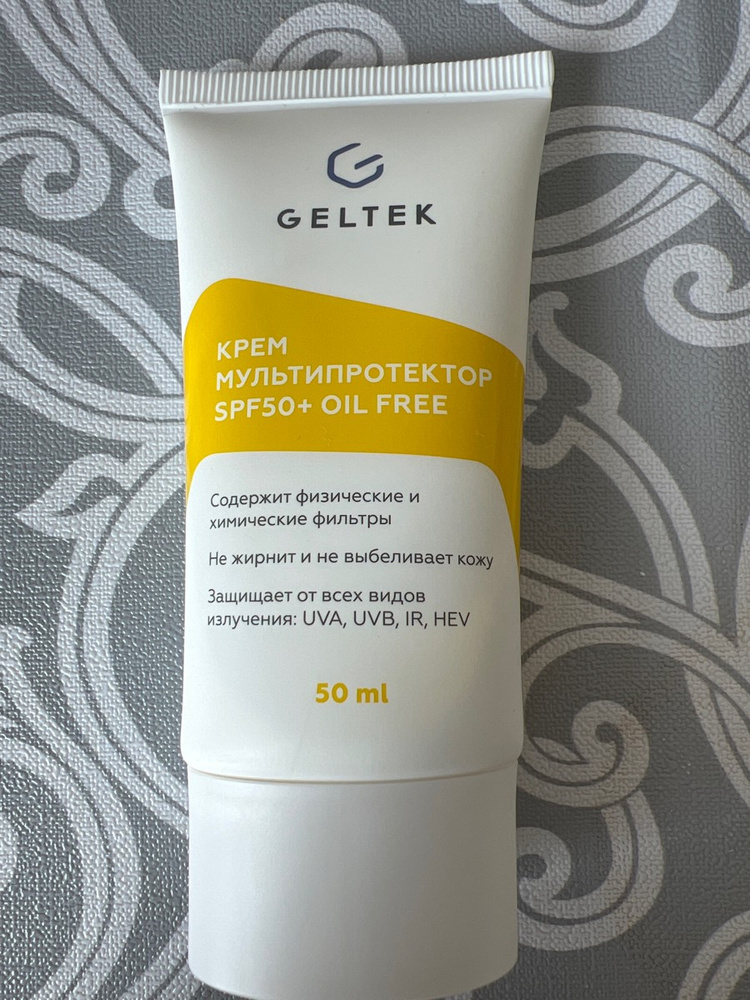 GELTEK
КРЕМ
МУЛЬТИПРОТЕКТОР
SPF50+ OIL FREE
Содержит физические и
химические фильтры
Не жирнит и не выбеливает кожу
Защищает от всех видов
излучения: UVA, UVB, IR, HEV
50 ml